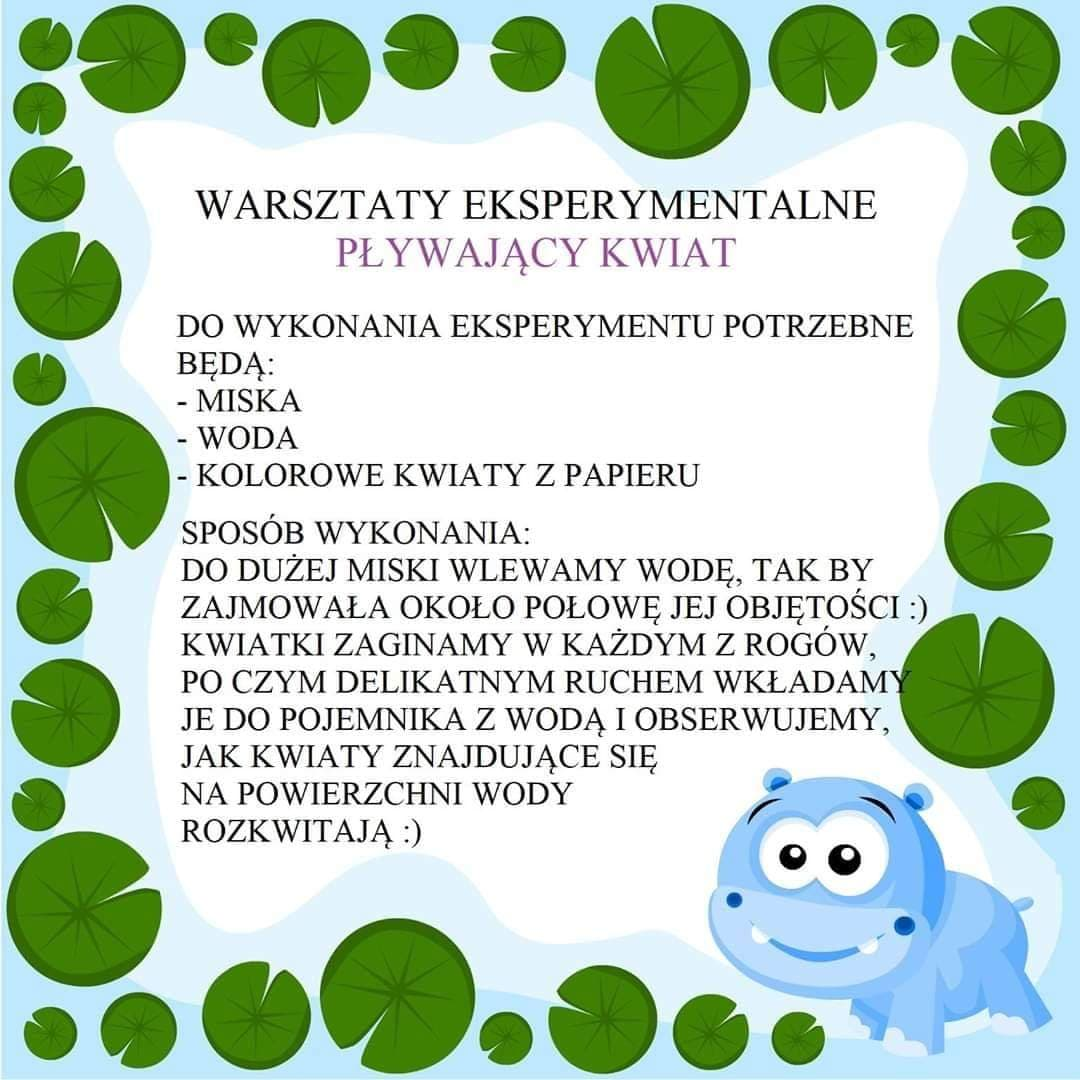 WARSZTATY EKSPERYMENTALNE
PŁYWAJĄCY KWIAT
DO WYKONANIA EKSPERYMENTU POTRZEBNE
BĘDĄ:
- MISKA
- WODA
- KOLOROWE KWIATY Z PAPIERU
SPOSÓB WYKONANIA:
DO DUŻEJ MISKI WLEWAMY WODĘ, TAK BY
ZAJMOWAŁA OKOŁO POŁOWĘ JEJ OBJĘTOŚCI :)
KWIATKI ZAGINAMY W KAŻDYM Z ROGÓW,
PO CZYM DELIKATNYM RUCHEM WKŁADAMY
JE DO POJEMNIKA Z WODĄ I OBSERWUJEMY,
JAK KWIATY ZNAJDUJĄCE SIĘ
NA POWIERZCHNI WODY
ROZKWITAJĄ :)